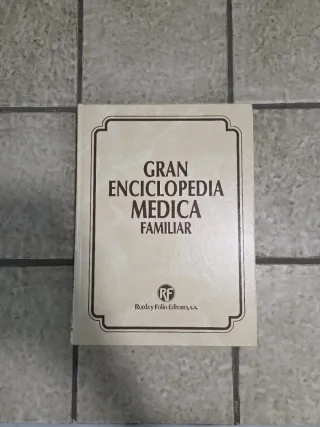 GRAN
ENCICLOPEDIA
MEDICA
FAMILIAR
RF
Rueda y Folio Editores, s.a.